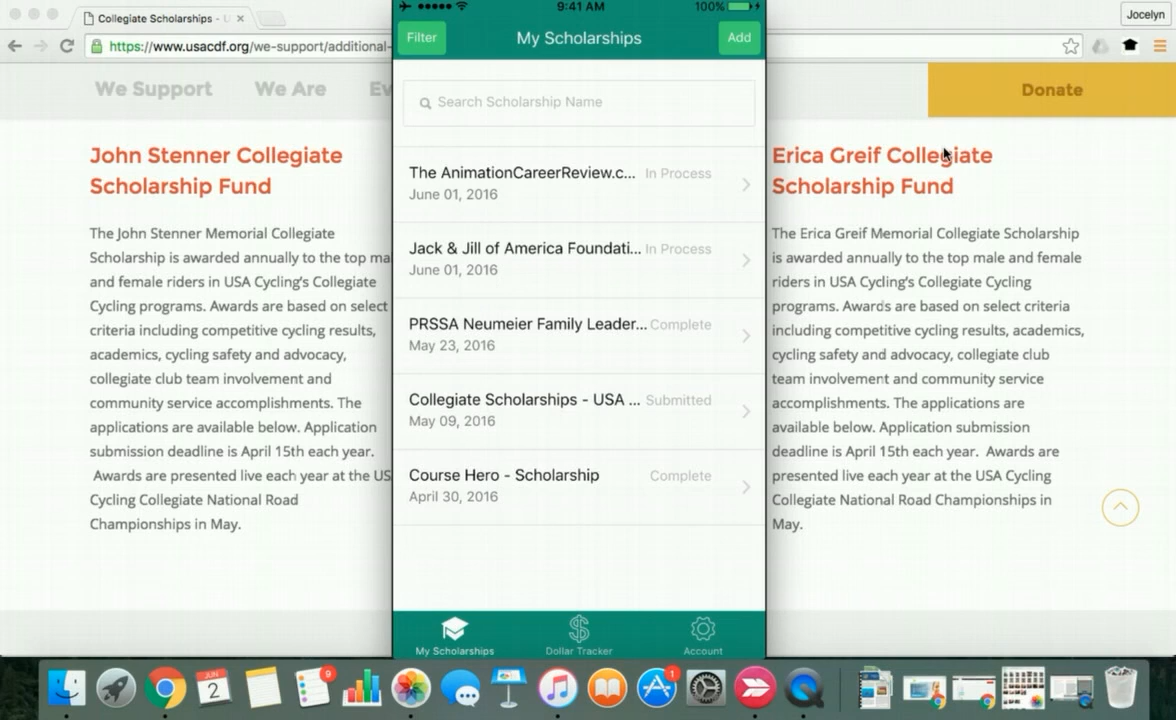 Collegiate Scholarships - U
Jocelyn
https://www.usacdf.org/we-support/additional-
We Support
We Are
Ev
Donate
John Stenner Collegiate
Scholarship Fund
The John Stenner Memorial Collegiate
Scholarship is awarded annually to the top ma
and female riders in USA Cycling's Collegiate
Cycling programs. Awards are based on select
criteria including competitive cycling results,
academics, cycling safety and advocacy,
collegiate club team involvement and
community service accomplishments. The
applications are available below. Application
submission deadline is April 15th each year.
Awards are presented live each year at the US
Cycling Collegiate National Road
Championships in May.
9:41 AM
100%
Filter
My Scholarships
Add
Search Scholarship Name
The AnimationCareerReview.c... In Process
June 01, 2016
Jack & Jill of America Foundati... In Process
June 01, 2016
PRSSA Neumeier Family Leader... Complete
May 23, 2016
Collegiate Scholarships - USA ... Submitted
May 09, 2016
Course Hero - Scholarship Complete
April 30, 2016
My Scholarships
Dollar Tracker
Account
Erica Greif Collegiate
Scholarship Fund
The Erica Greif Memorial Collegiate Scholarship
is awarded annually to the top male and female
riders in USA Cycling's Collegiate Cycling
programs. Awards are based on select criteria
including competitive cycling results, academics,
cycling safety and advocacy, collegiate club
team involvement and community service
accomplishments. The applications are
available below. Application submission
deadline is April 15th each year. Awards are
presented live each year at the USA Cycling
Collegiate National Road Championships in
May.
JUN
2
9
1